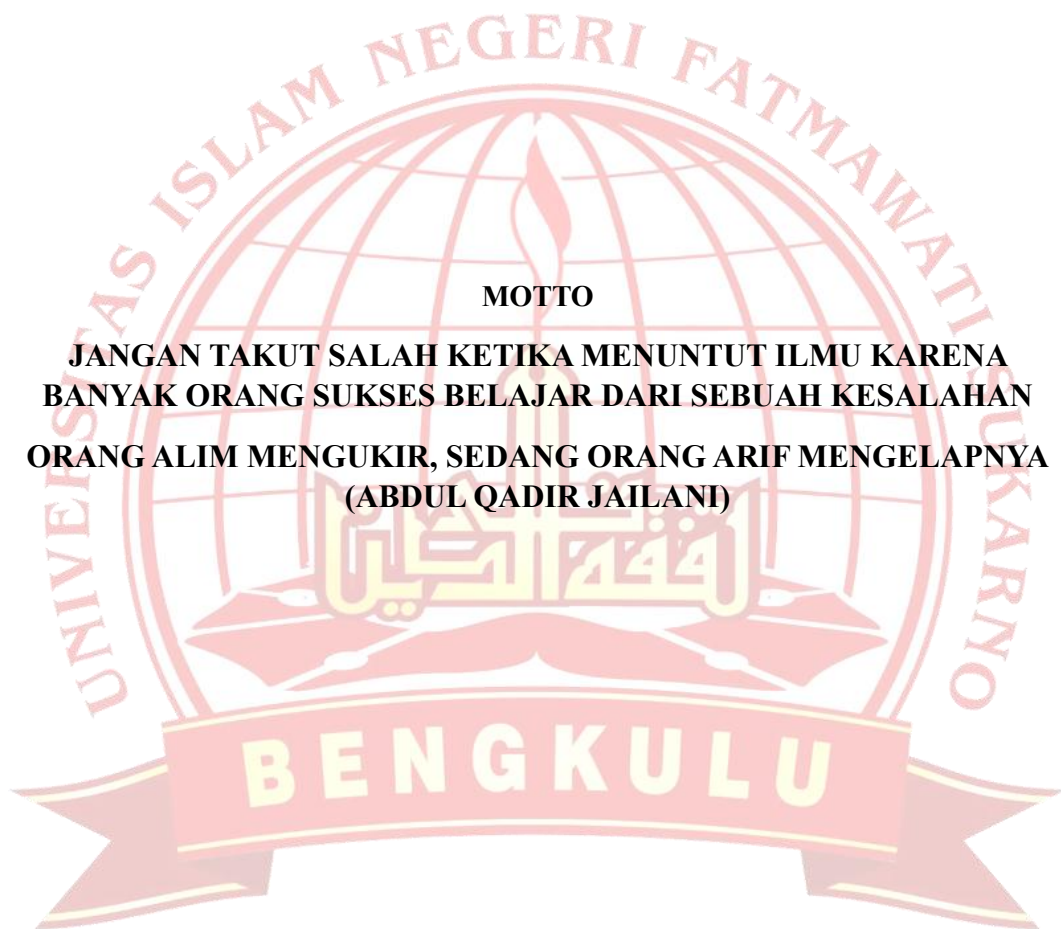 UNIVERSITAS ISLAM NEGERI FATMAWATI SUKARNO
MOTTO
JANGAN TAKUT SALAH KETIKA MENUNTUT ILMU KARENA
BANYAK ORANG SUKSES BELAJAR DARI SEBUAH KESALAHAN
ORANG ALIM MENGUKIR, SEDANG ORANG ARIF MENGELAPNYA
(ABDUL QADIR JAILANI)
BENGKULU